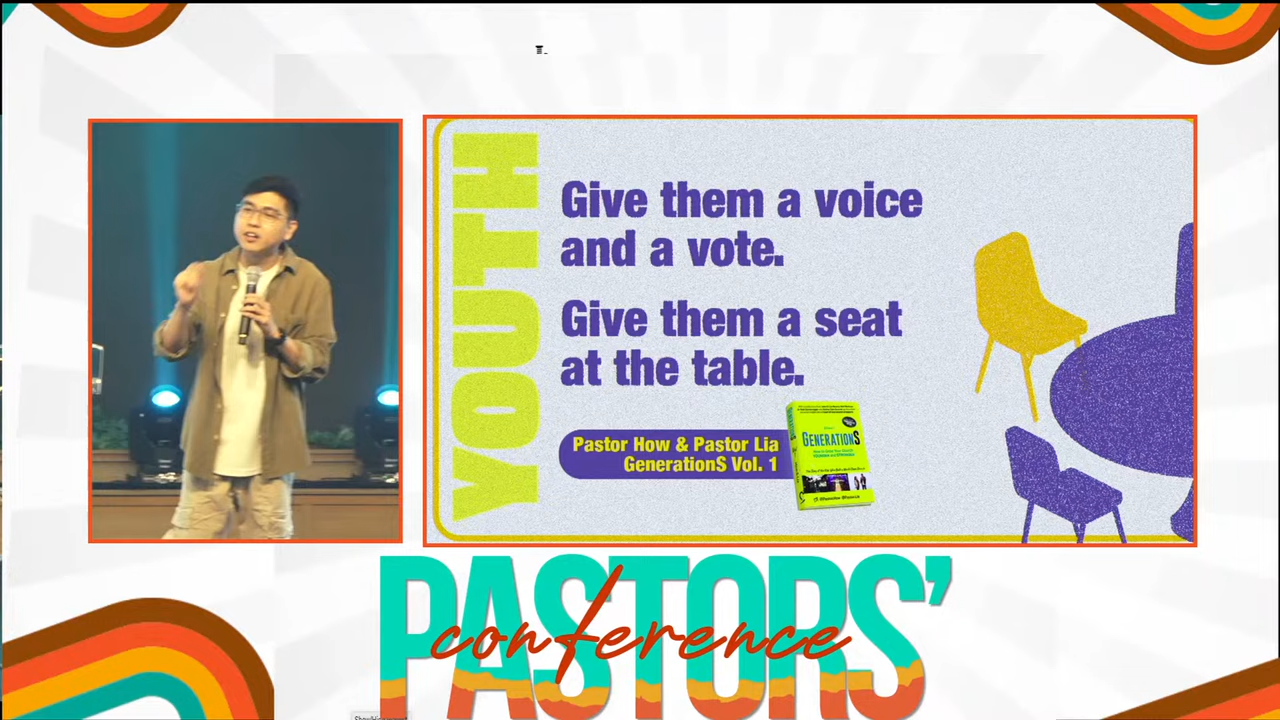 YOUTH
Give them a voice
and a vote.
Give them a seat
at the table.
Pastor How & Pastor Lia
GenerationS Vol. 1
GENERATIONS
PASTORS’
conference